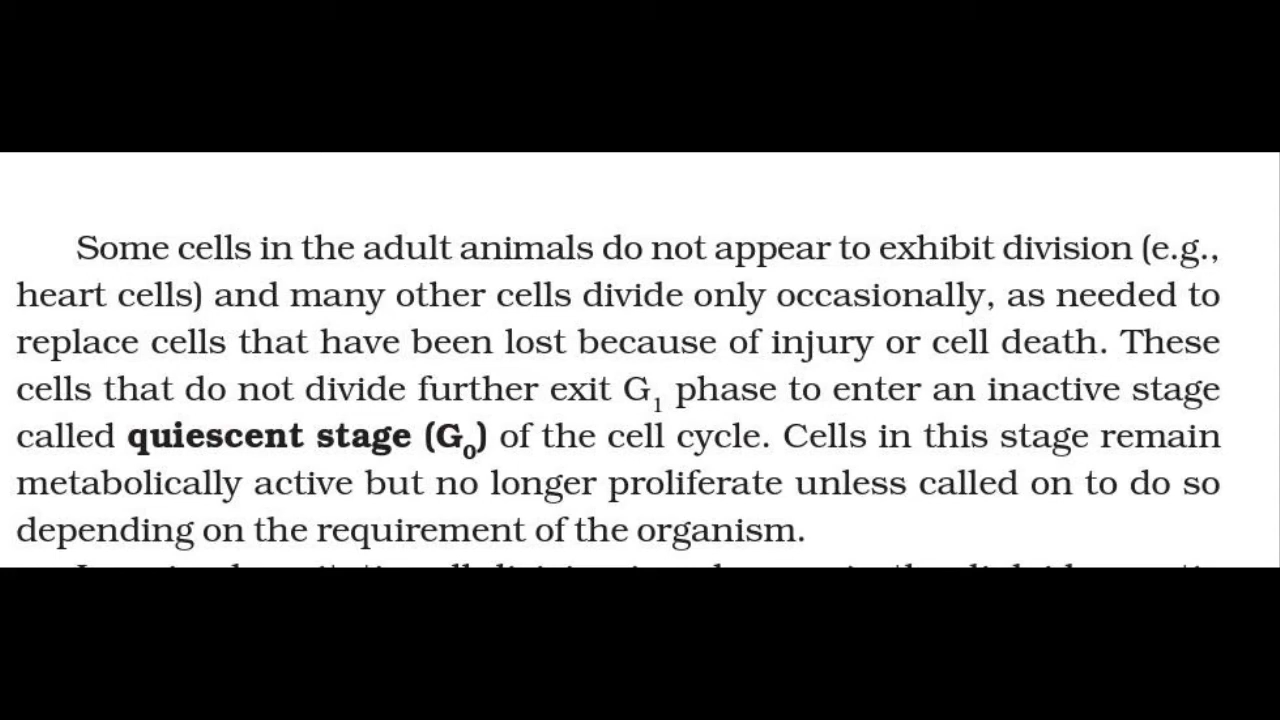 Some cells in the adult animals do not appear to exhibit division (e.g.,
heart cells) and many other cells divide only occasionally, as needed to
replace cells that have been lost because of injury or cell death. These
cells that do not divide further exit G₁ phase to enter an inactive stage
called quiescent stage (G₀) of the cell cycle. Cells in this stage remain
metabolically active but no longer proliferate unless called on to do so
depending on the requirement of the organism.